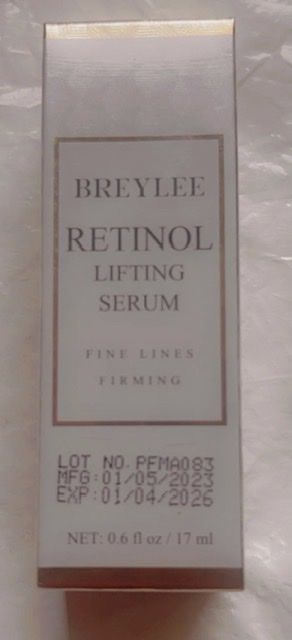 BREYLEE
RETINOL
LIFTING
SERUM
FINE LINES
FIRMING
LOT NO. PFMA083
MFG:01/05/2023
EXP:01/04/2026
NET: 0.6 fl oz / 17 ml